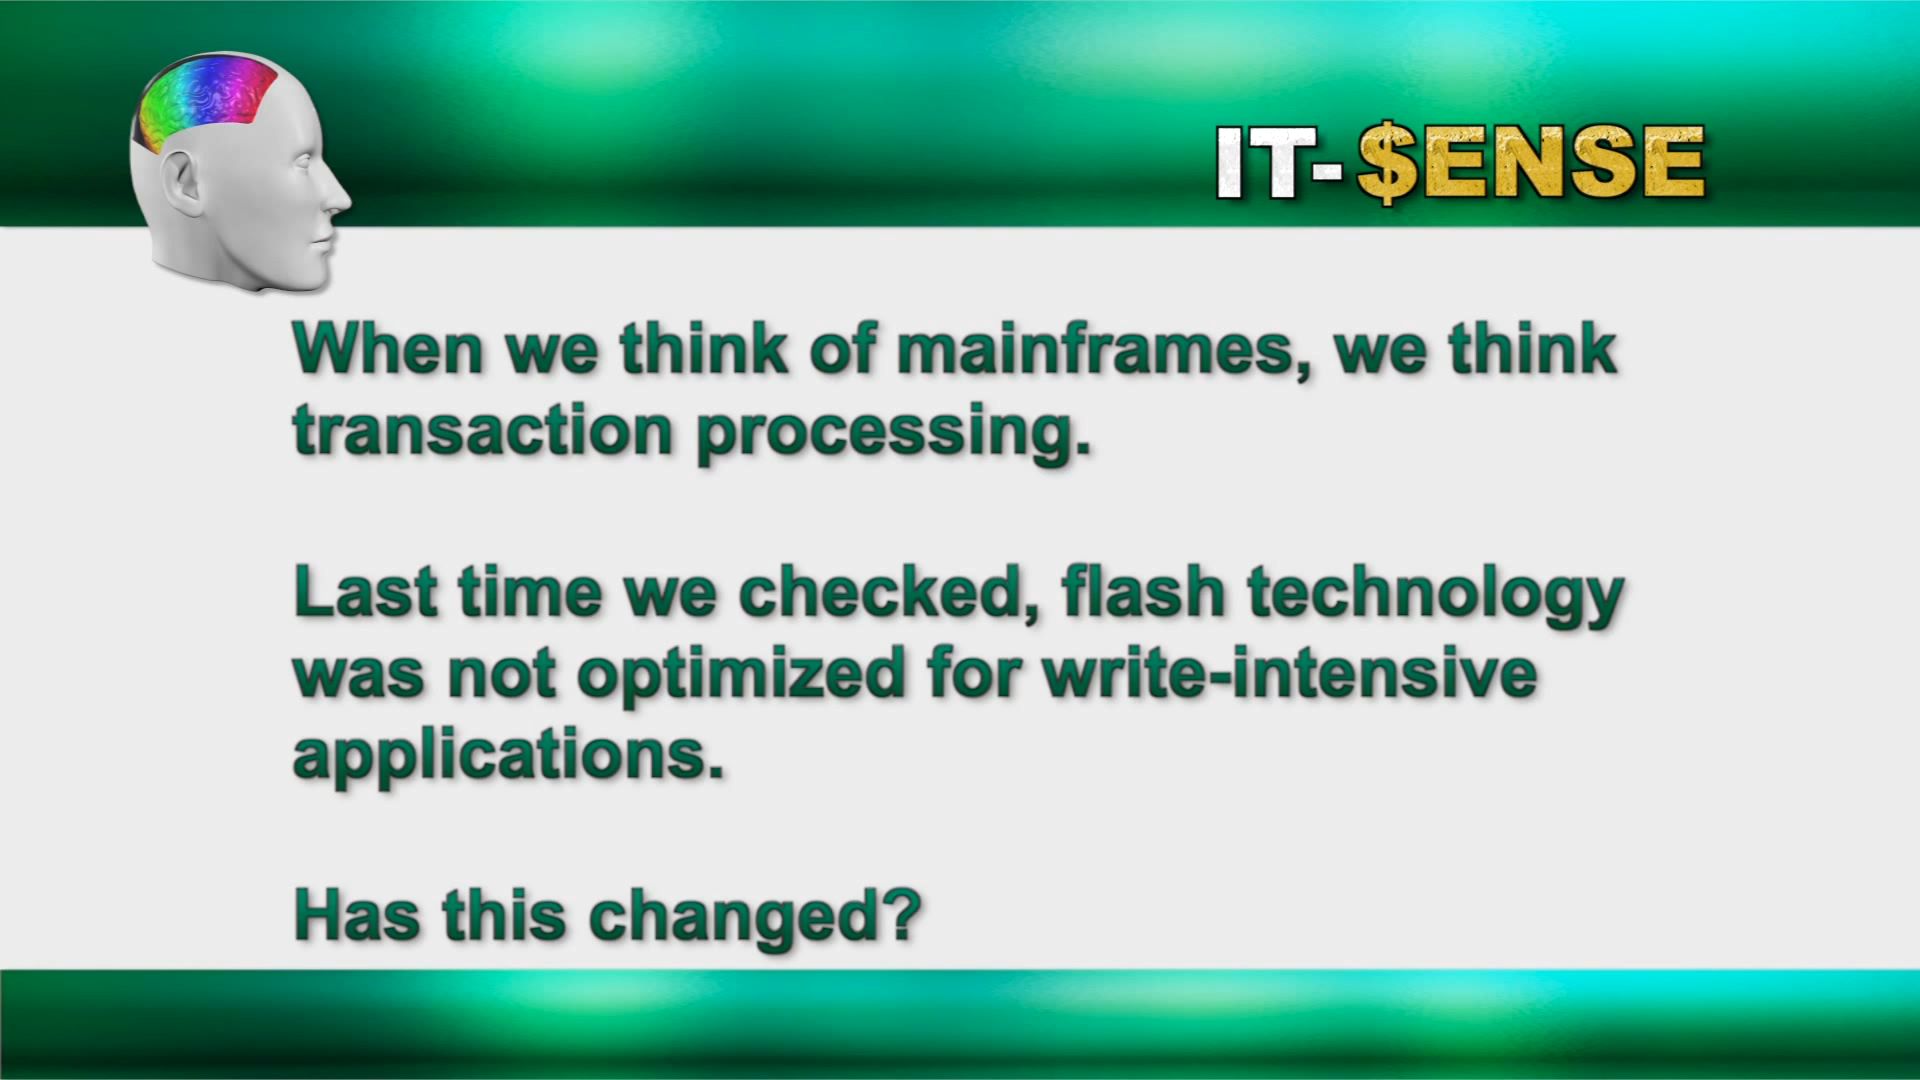 IT-$ENSE
When we think of mainframes, we think
transaction processing.
Last time we checked, flash technology
was not optimized for write-intensive
applications.
Has this changed?